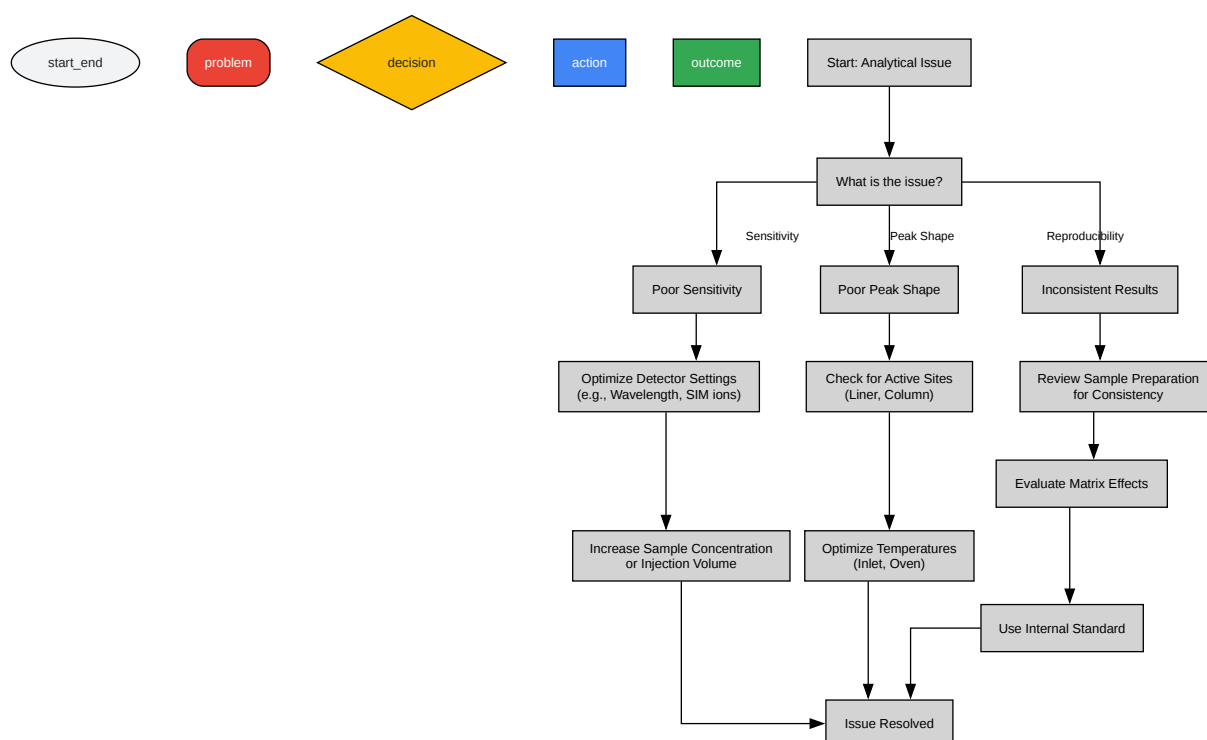 start_end
problem
decision
action
outcome
Start: Analytical Issue
What is the issue?
Sensitivity
Peak Shape
Reproducibility
Poor Sensitivity
Poor Peak Shape
Inconsistent Results
Optimize Detector Settings
(e.g., Wavelength, SIM ions)
Check for Active Sites
(Liner, Column)
Review Sample Preparation
for Consistency
Evaluate Matrix Effects
Increase Sample Concentration
or Injection Volume
Optimize Temperatures
(Inlet, Oven)
Use Internal Standard
Issue Resolved